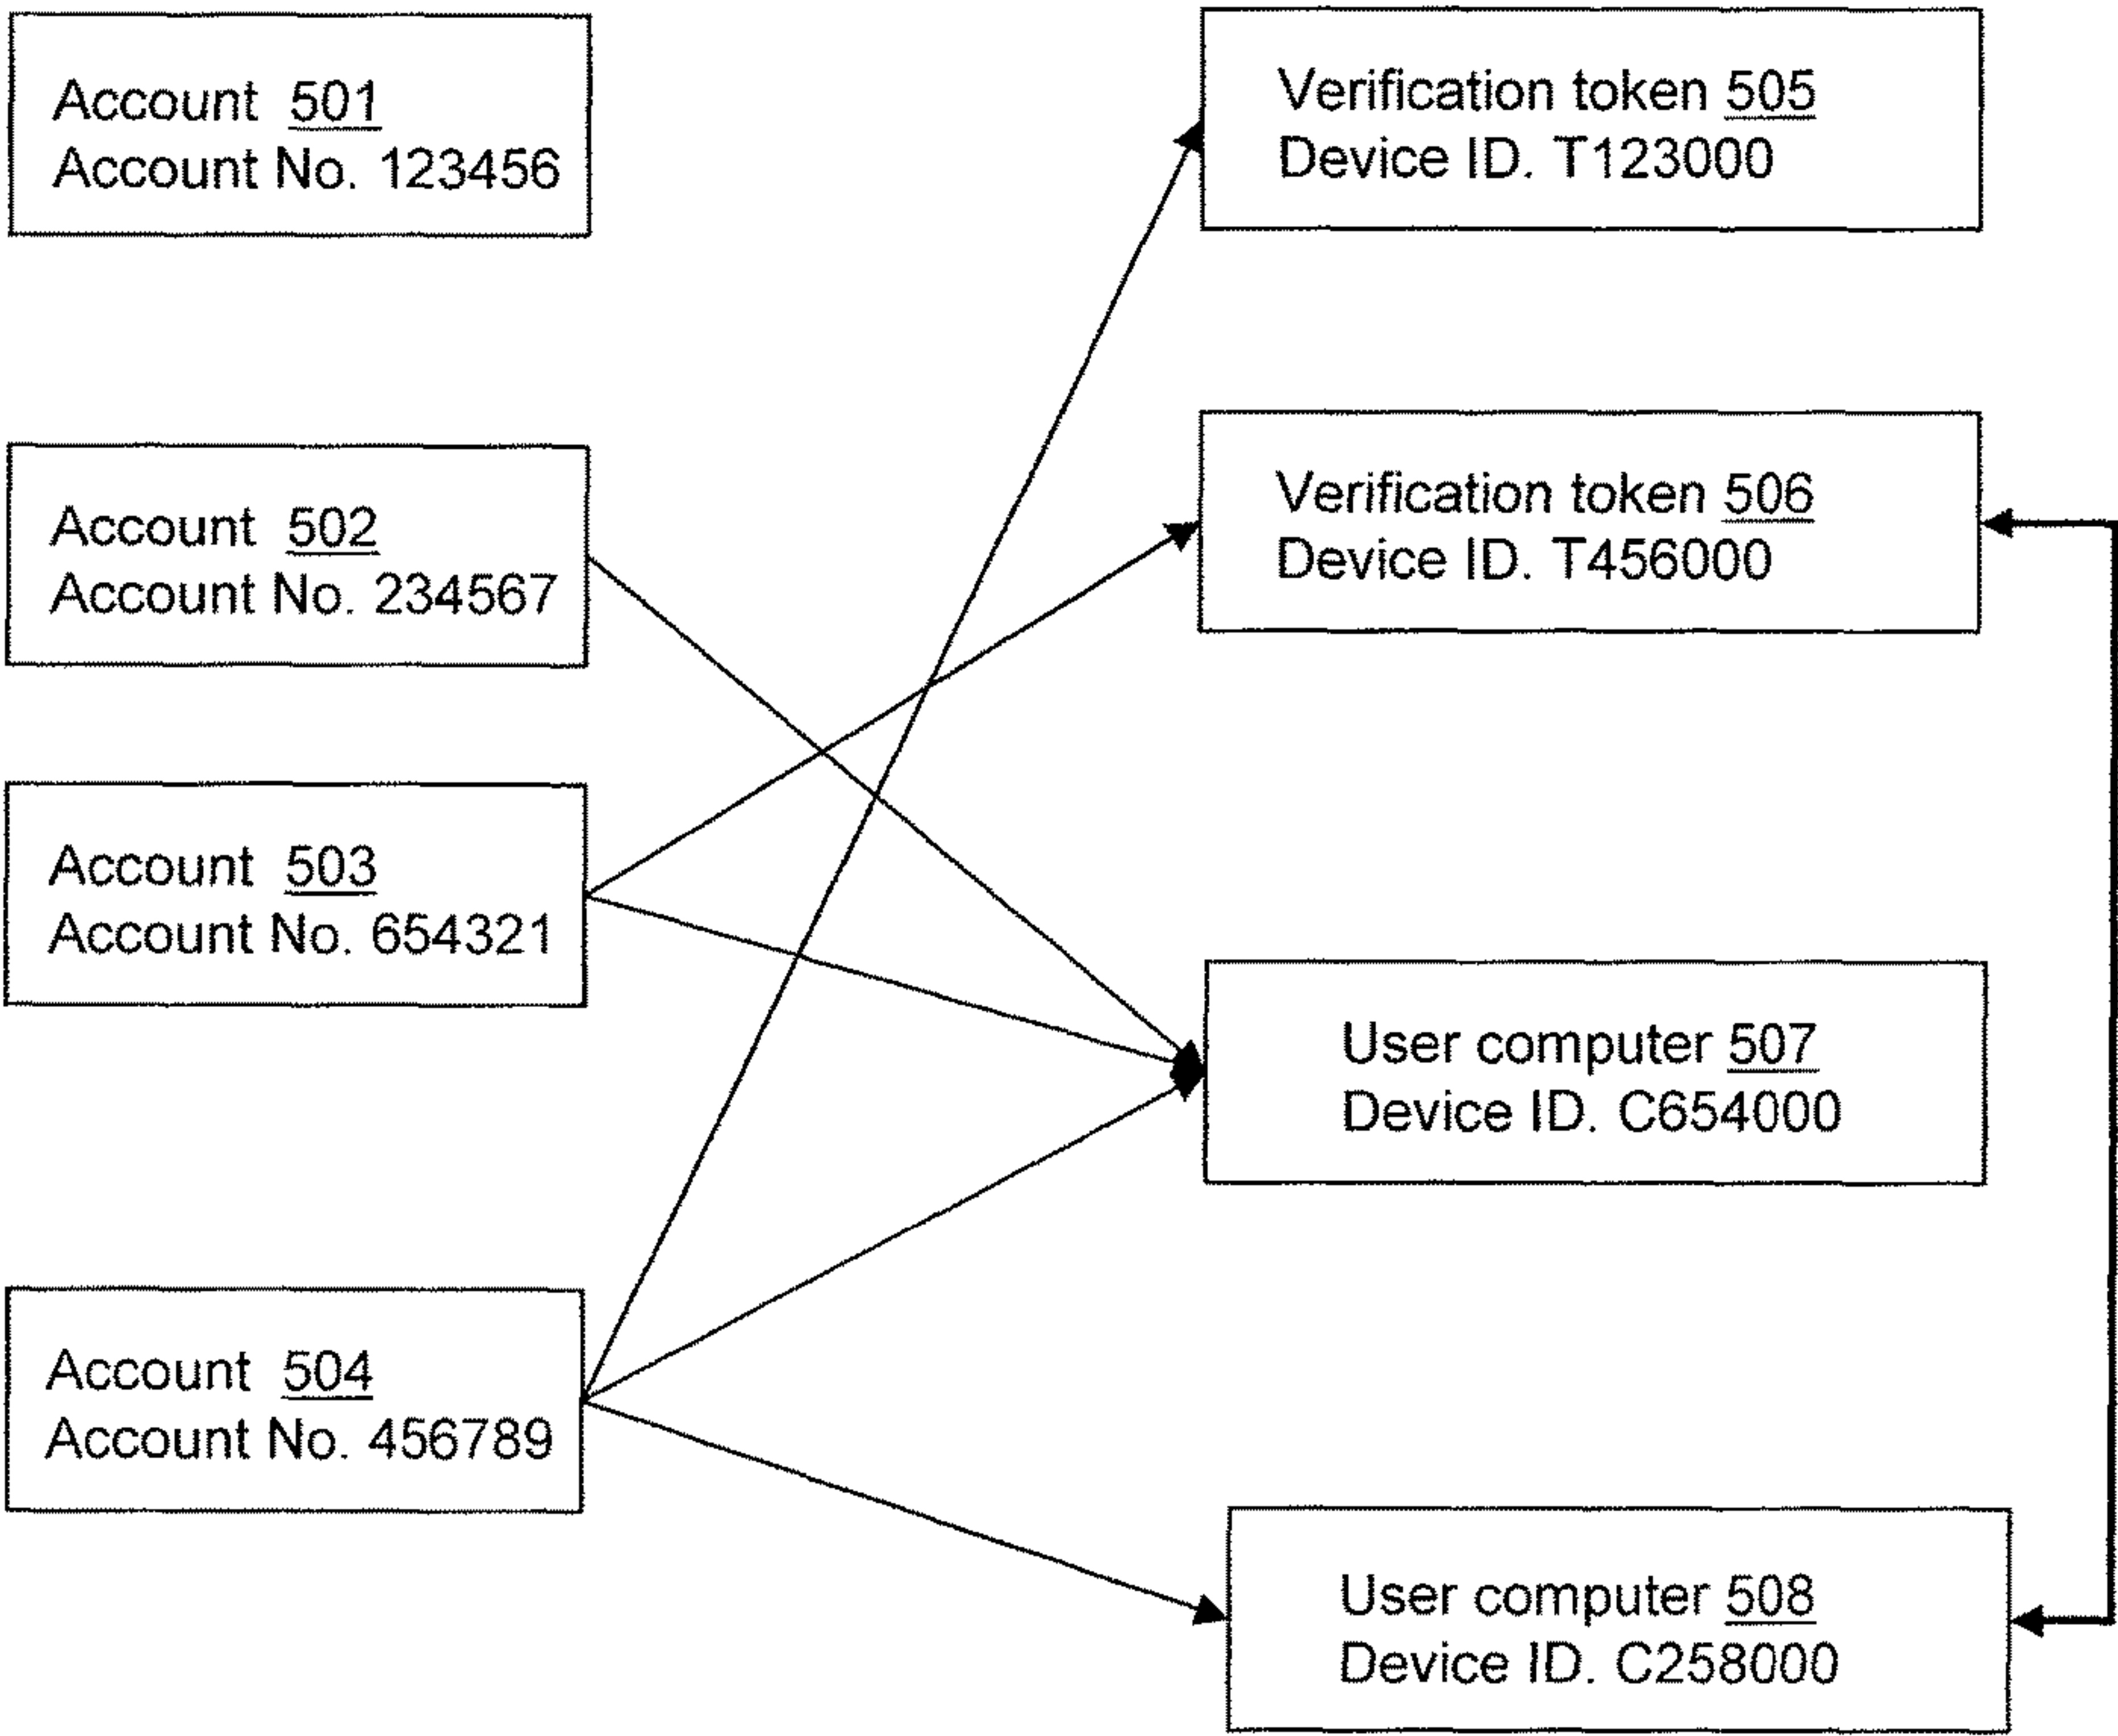 Account 501
Account No. 123456
Account 502
Account No. 234567
Account 503
Account No. 654321
Account 504
Account No. 456789
Verification token 505
Device ID. T123000
Verification token 506
Device ID. T456000
User computer 507
Device ID. C654000
User computer 508
Device ID. C258000